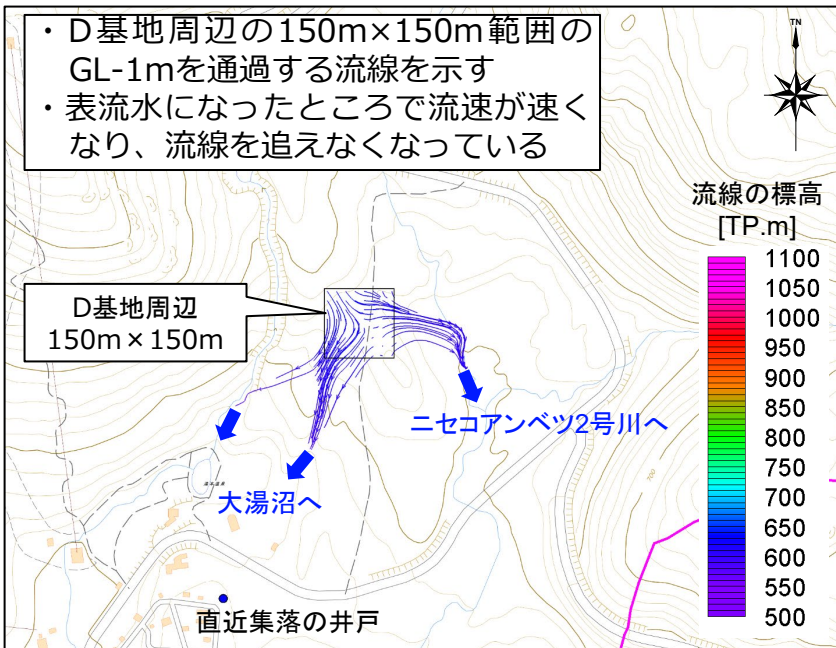 ・D基地周辺の150m×150m範囲の
GL-1mを通過する流線を示す
・表流水になったところで流速が速く
なり、流線を追えなくなっている
TN
流線の標高
[TP.m]
1100
1050
1000
950
900
850
800
750
700
650
600
550
500
D基地周辺
150m×150m
ニセコアンベツ2号川へ
大湯沼へ
直近集落の井戸